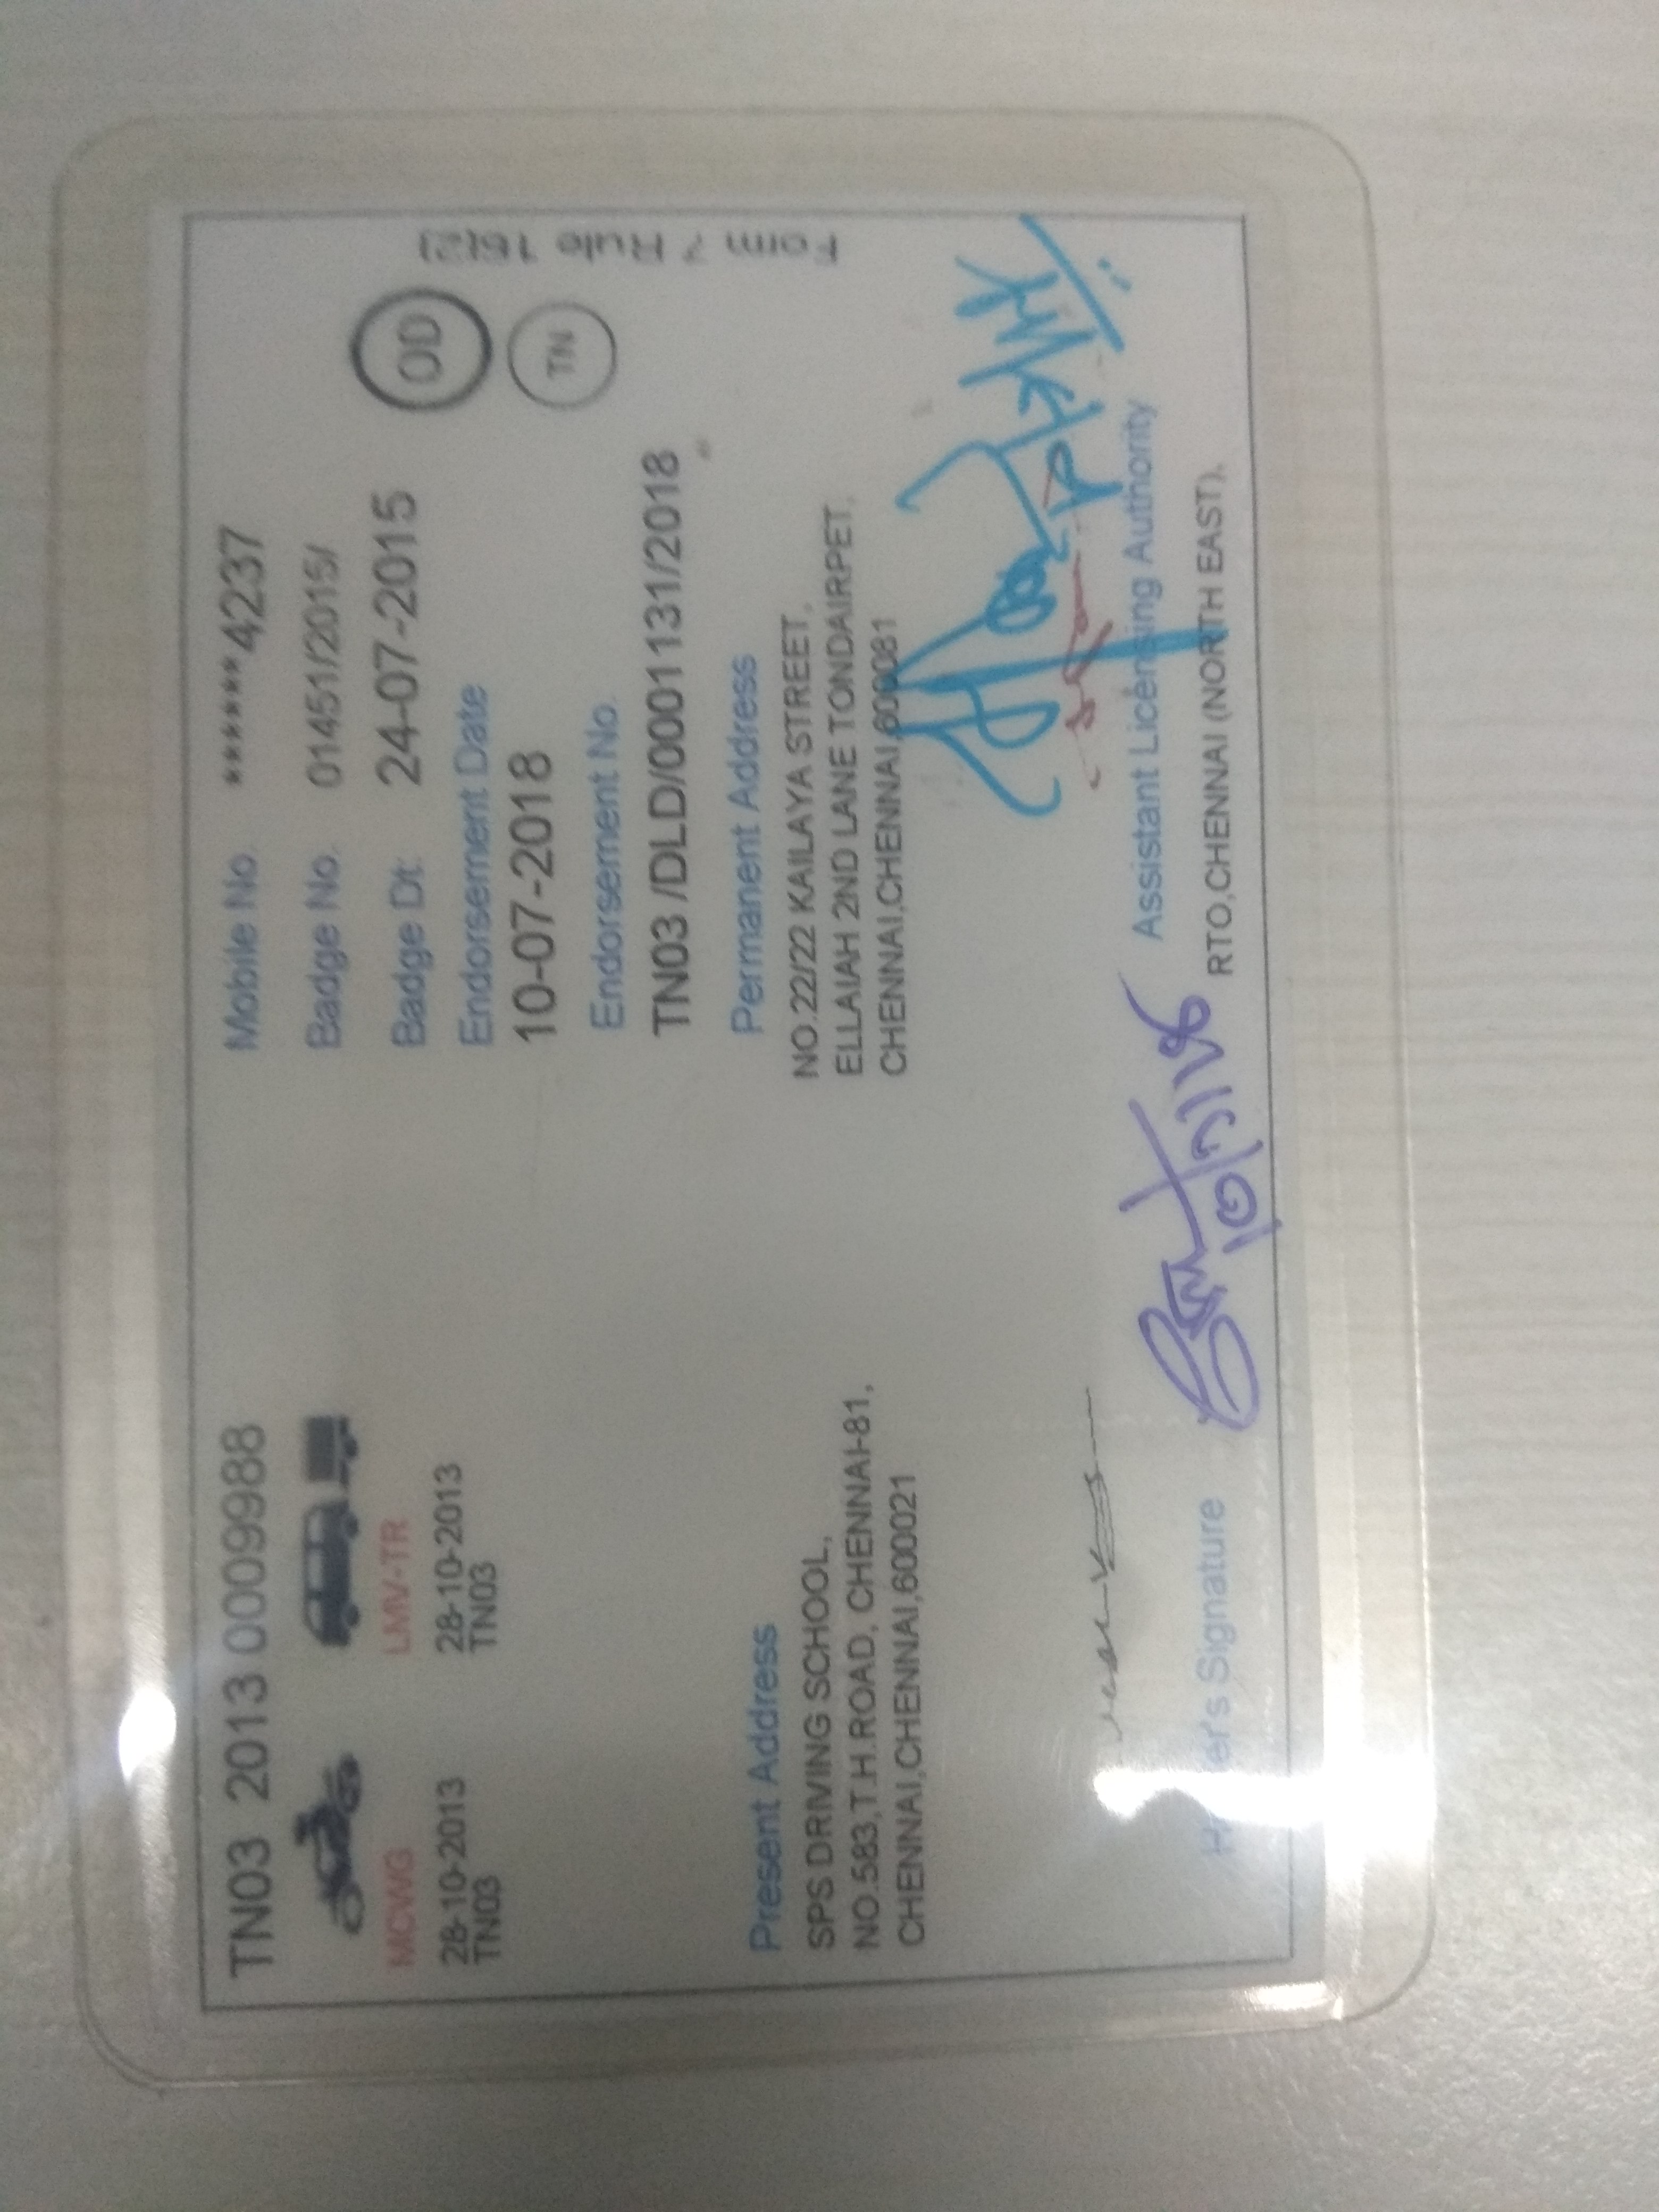 TN03 2013 0009988
MCWG
28-10-2013
TN03
LMV-TR
28-10-2013
TN03
Mobile No. ******4237
Badge No. 01451/2015/
Badge Dt. 24-07-2015
Endorsement Date
10-07-2018
Endorsement No.
TN03 /DLD/0001131/2018
OD
TN
Form 7 Rule 16(2)
Present Address
SPS DRIVING SCHOOL,
NO.583,T.H.ROAD, CHENNAI-81,
CHENNAI,CHENNAI,600021
Permanent Address
NO.22/22 KAILAYA STREET,
ELLAIAH 2ND LANE TONDAIRPET,
CHENNAI,CHENNAI,600081
Holder's Signature
Assistant Licensing Authority
RTO,CHENNAI (NORTH EAST).